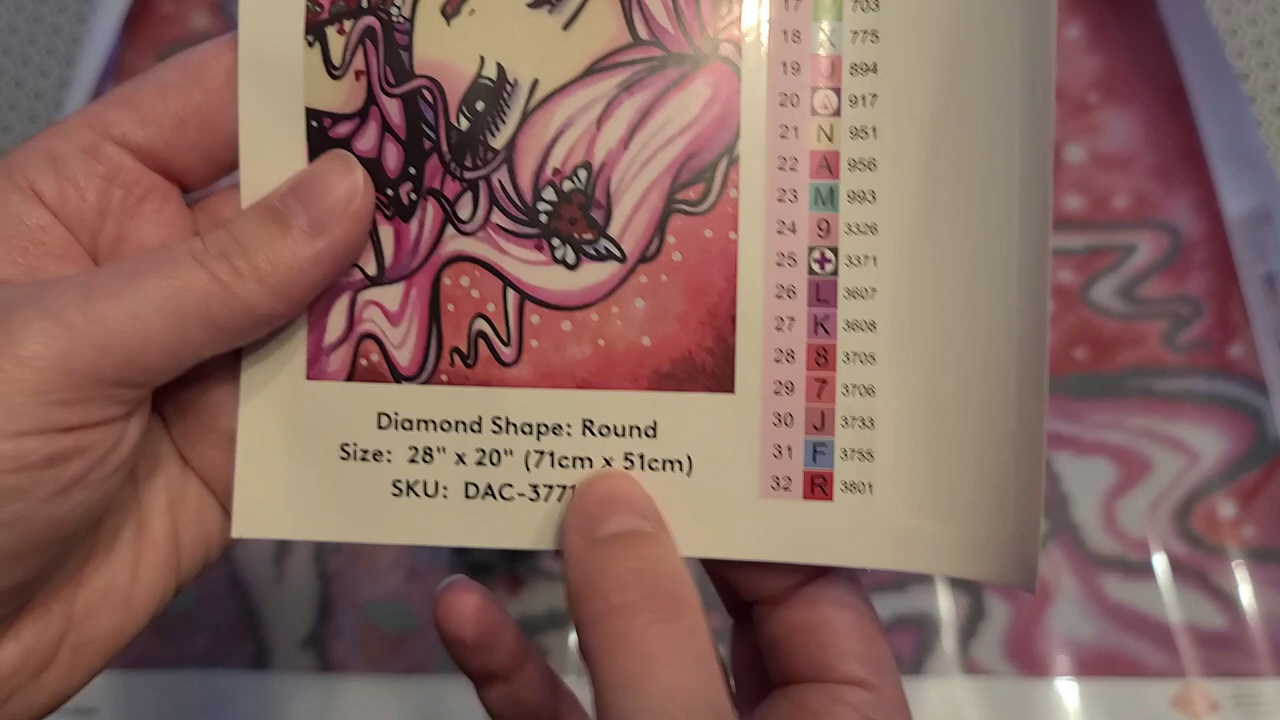 17 703
18 X 775
19 U 894
20 917
21 N 951
22 A 956
23 M 993
24 9 3326
25 + 3371
26 L 3607
27 K 3608
28 8 3705
29 7 3706
30 J 3733
31 F 3755
32 R 3801
Diamond Shape: Round
Size: 28" x 20" (71cm x 51cm)
SKU: DAC-3771